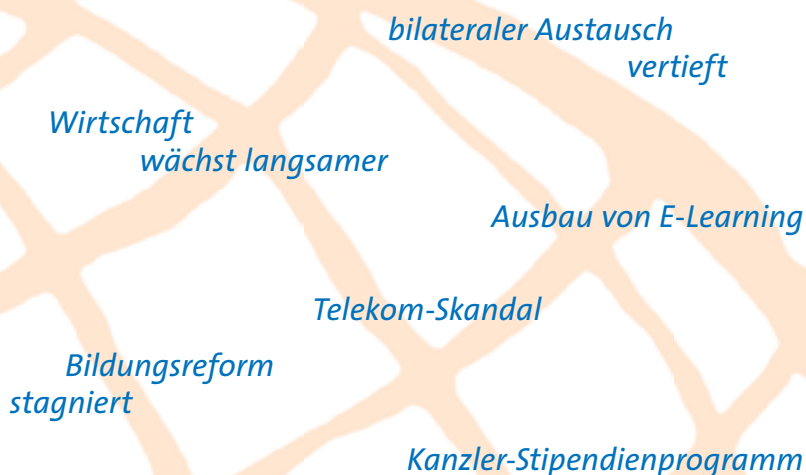 bilateraler Austausch
vertieft
Wirtschaft
wächst langsamer
Ausbau von E-Learning
Telekom-Skandal
Bildungsreform
stagniert
Kanzler-Stipendienprogramm